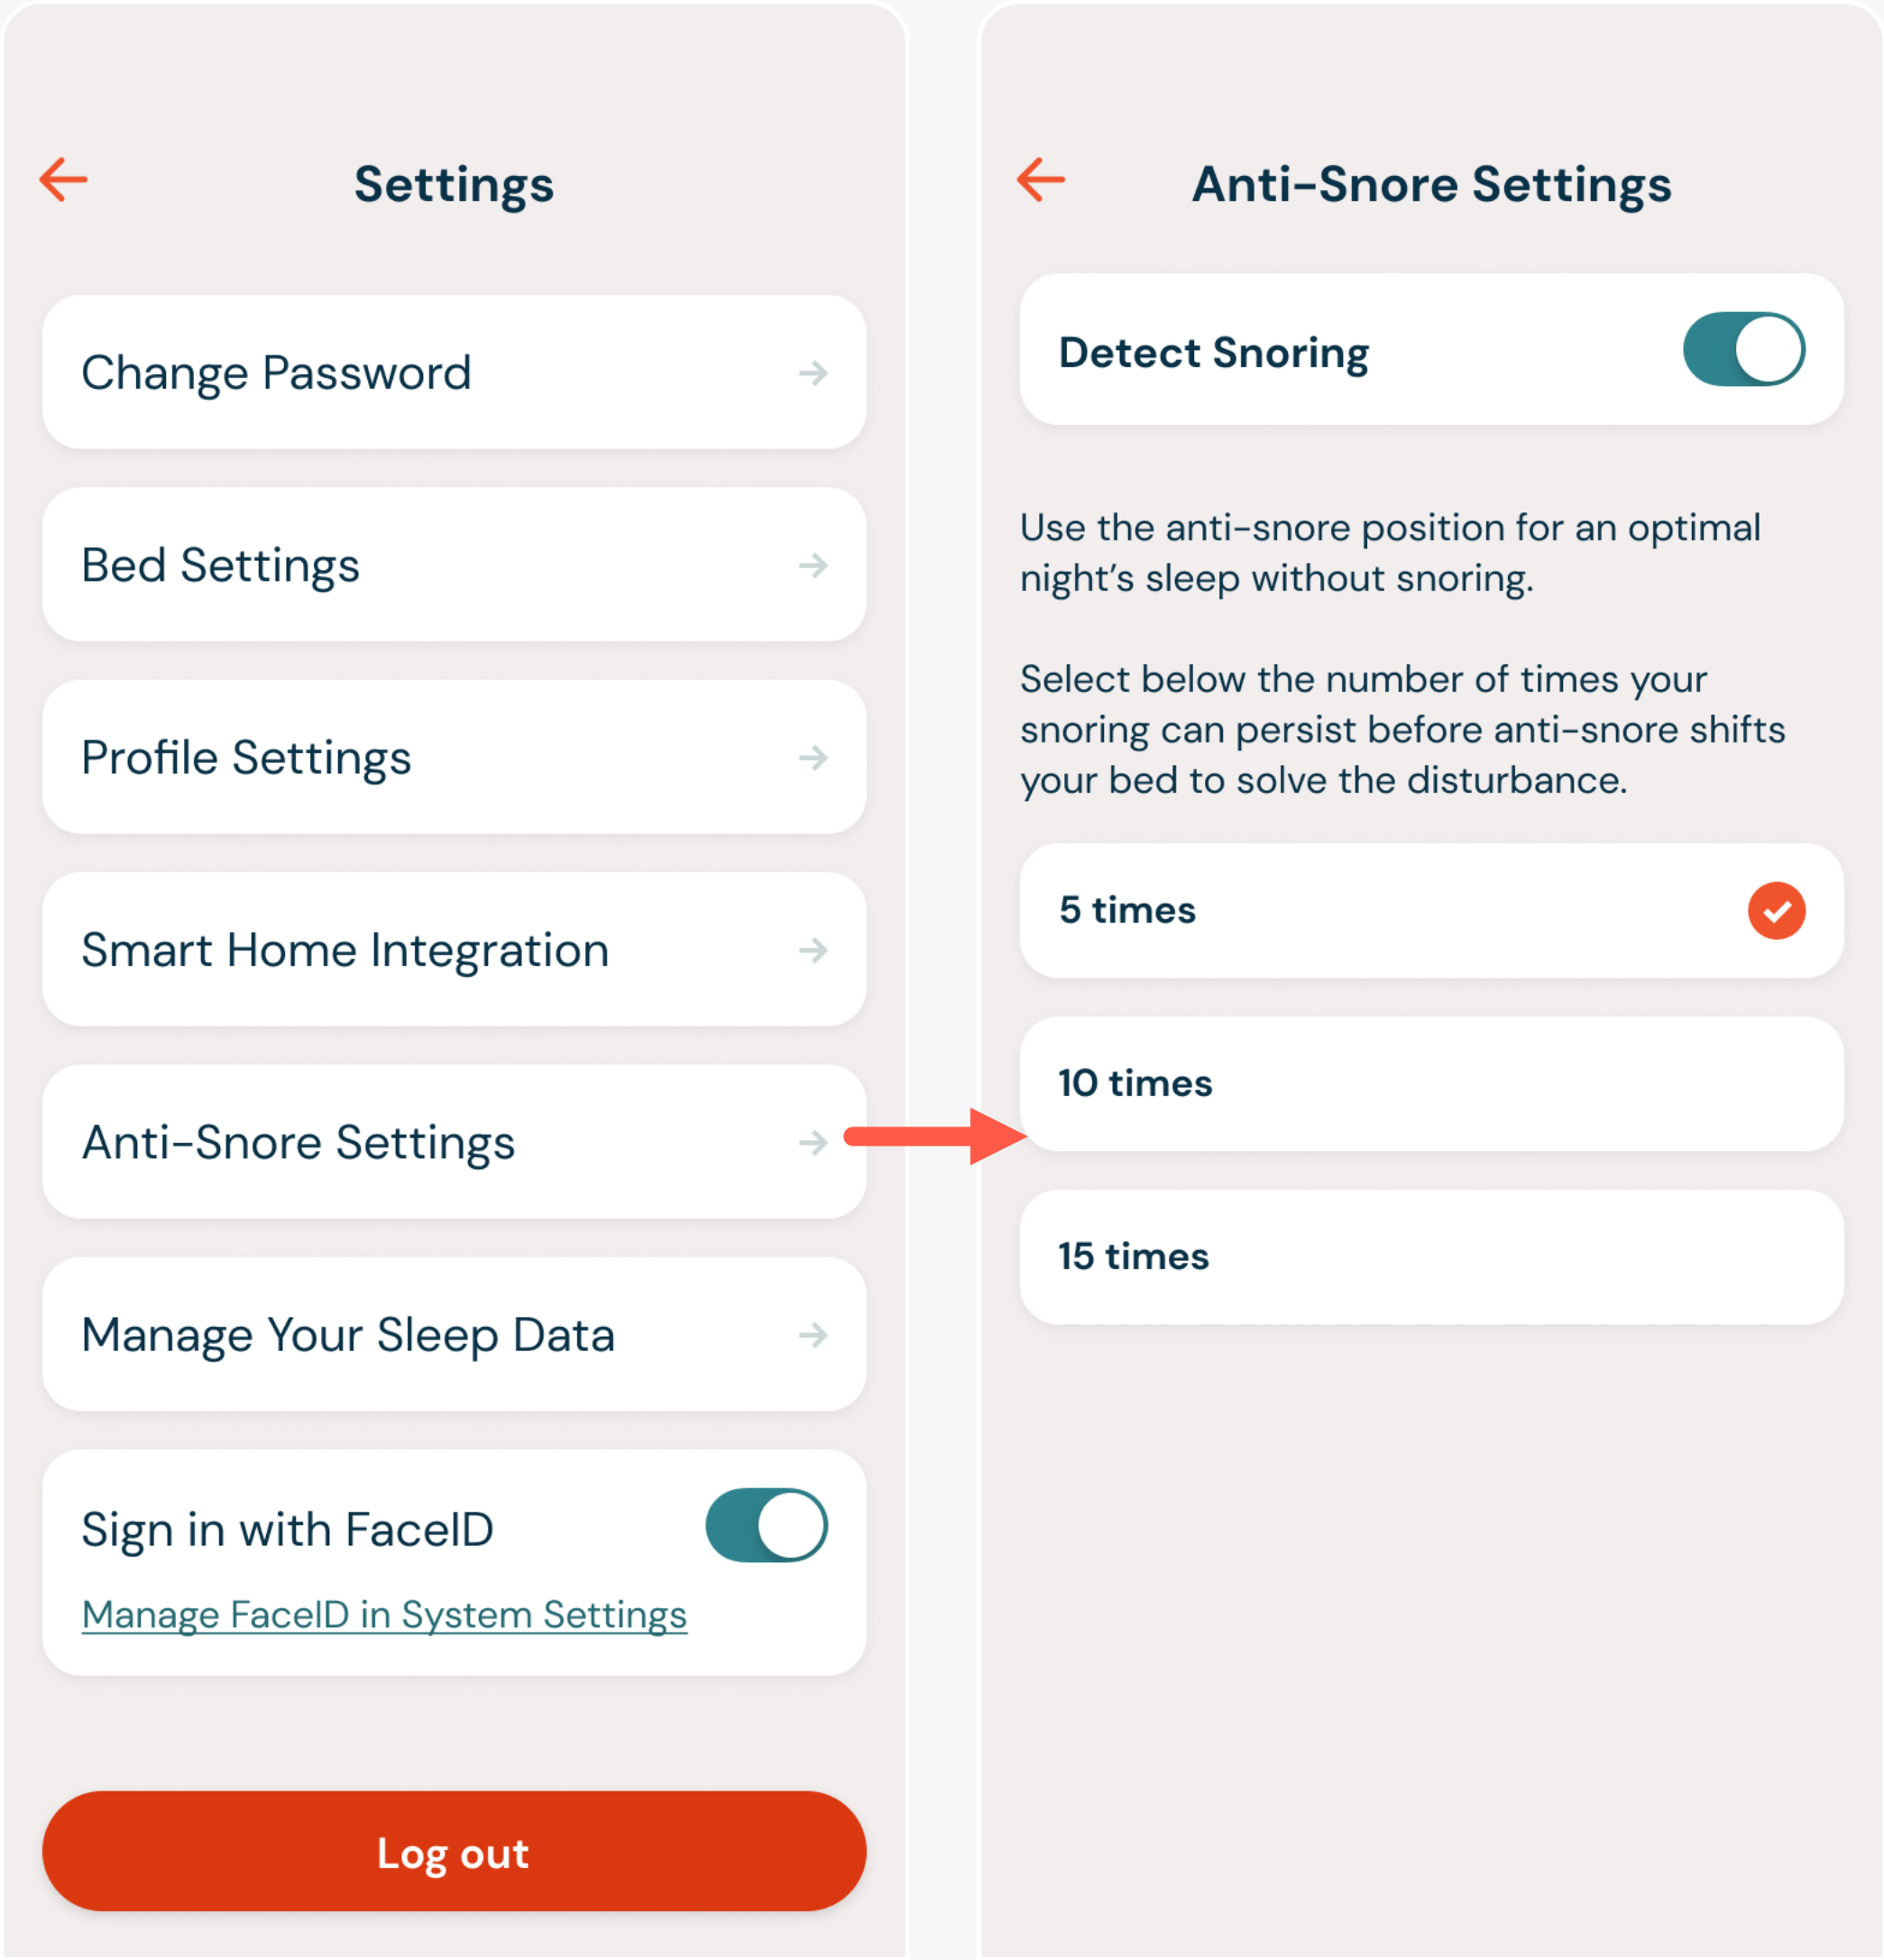 Settings
Change Password
Bed Settings
Profile Settings
Smart Home Integration
Anti-Snore Settings
Manage Your Sleep Data
Sign in with FaceID
Manage FaceID in System Settings
Log out
Anti-Snore Settings
Detect Snoring
Use the anti-snore position for an optimal
night’s sleep without snoring.
Select below the number of times your
snoring can persist before anti-snore shifts
your bed to solve the disturbance.
5 times
10 times
15 times